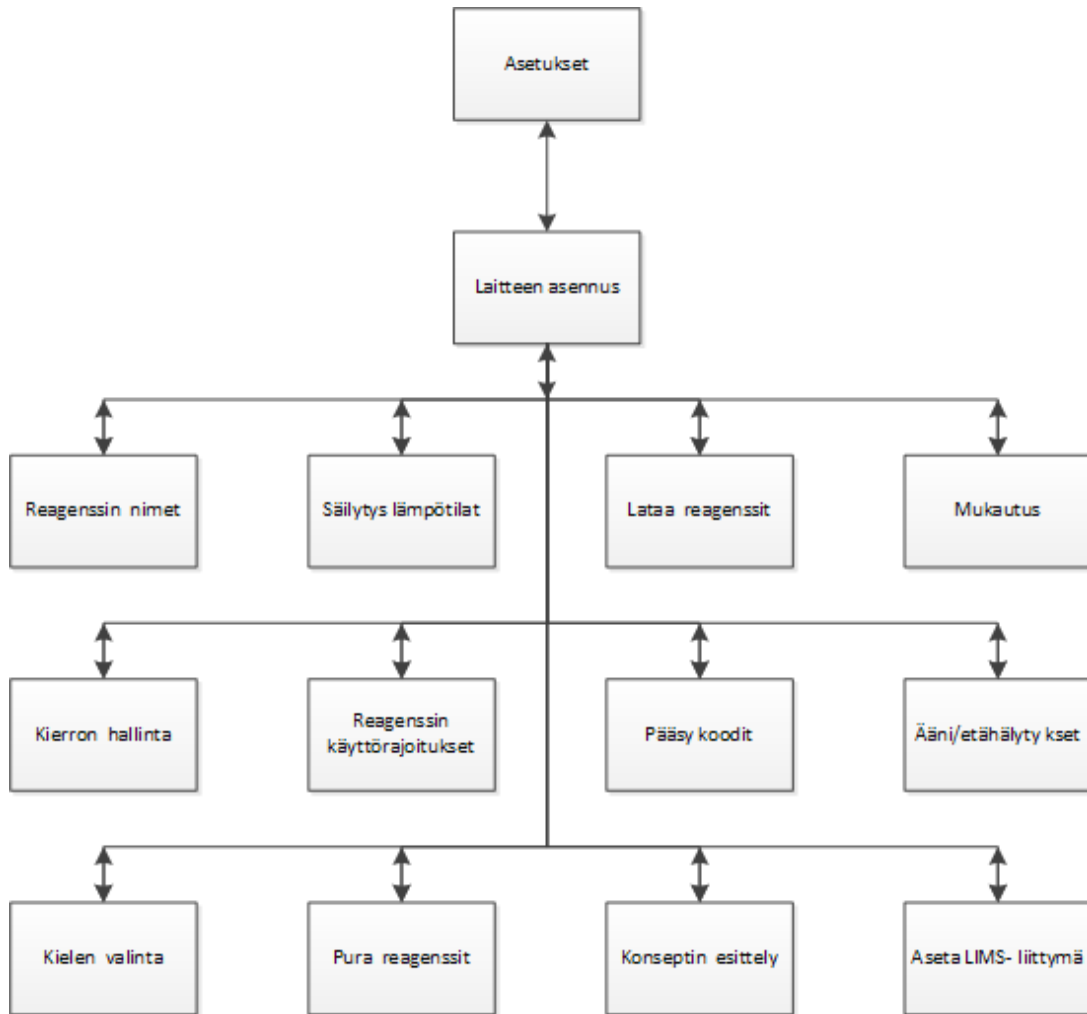 Asetukset
Laitteen asennus
Reagenssin nimet
Säilytys lämpötilat
Lataa reagenssit
Mukautus
Kierron hallinta
Reagenssin
käyttörajoitukset
Pääsy koodit
Ääni/etähälyty kset
Kielen valinta
Pura reagenssit
Konseptin esittely
Aseta LIMS- liittymä